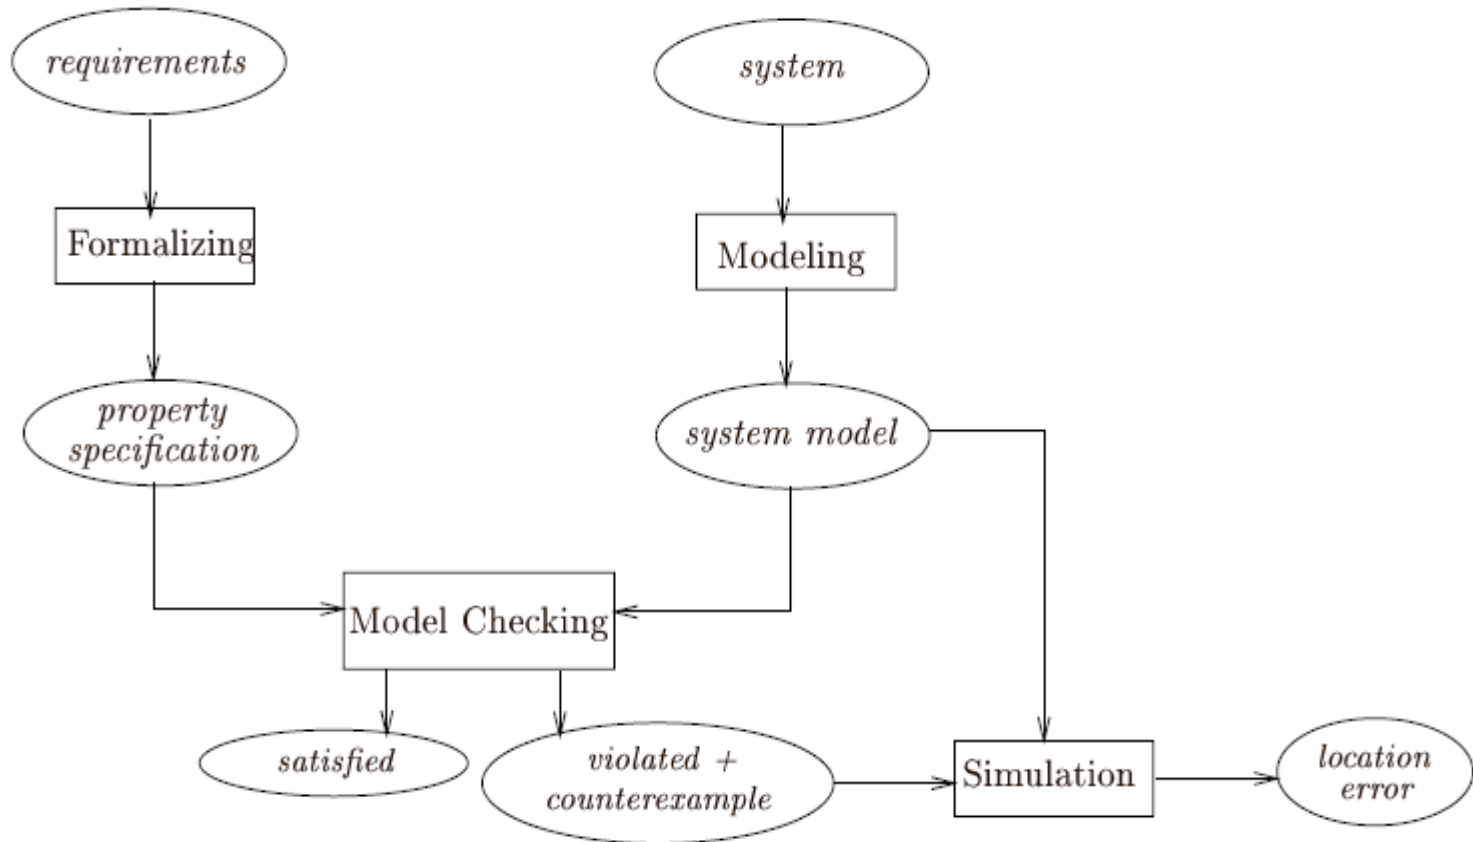 requirements
system
Formalizing
Modeling
property
specification
system model
Model Checking
satisfied
violated +
counterexample
Simulation
location
error